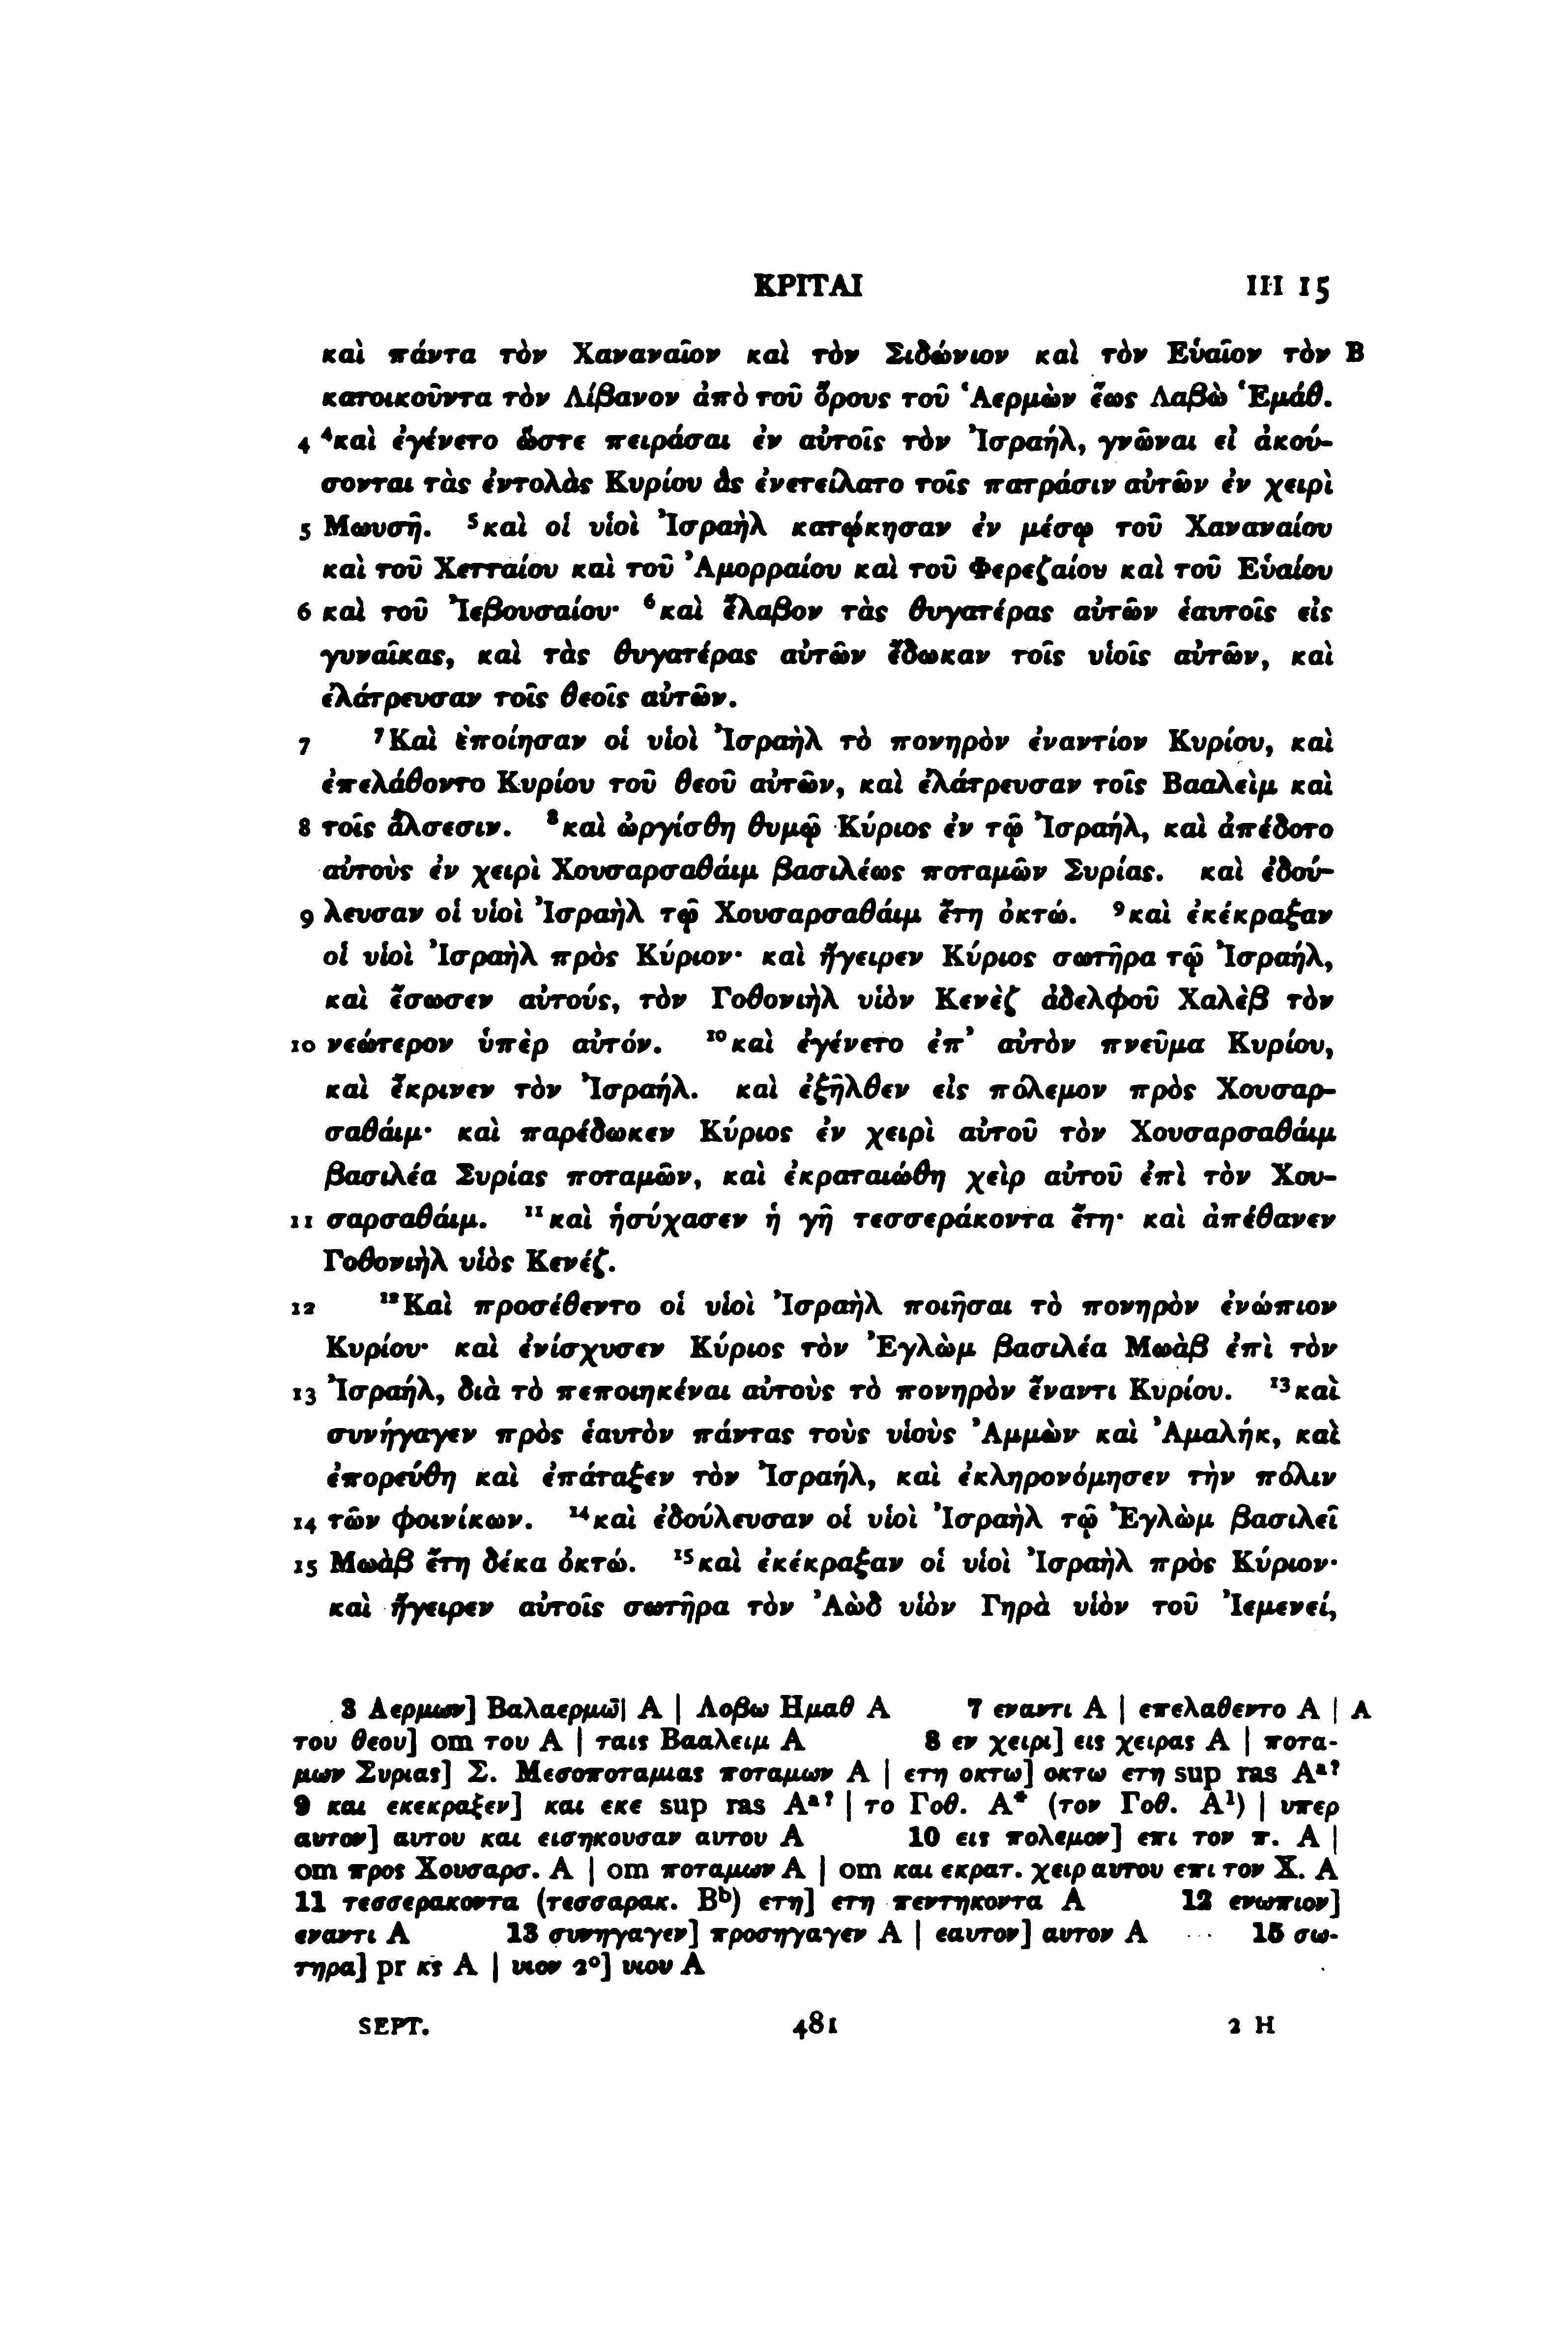 ΚΡΙΤΑΙ III 15
καὶ πάντα τὸν Χαναναῖον καὶ τὸν Σιδώνιον καὶ τὸν Εὑαῖον τὸν B
κατοικοῦντα τὸν Λίβανον ἀπὸ τοῦ ὄρους τοῦ Ἁερμὼν ἕως Λαβὼ Ἑμάθ.
4 ⁴καὶ ἐγένετο ὥστε πειράσαι ἐν αὐτοῖς τὸν Ἰσραήλ, γνῶναι εἰ ἀκού-
σονται τὰς ἐντολὰς Κυρίου ἃς ἐνετείλατο τοῖς πατράσιν αὐτῶν ἐν χειρὶ
5 Μωυσῆ. ⁵καὶ οἱ υἱοὶ Ἰσραὴλ κατῴκησαν ἐν μέσῳ τοῦ Χαναναίου
καὶ τοῦ Χετταίου καὶ τοῦ Ἀμορραίου καὶ τοῦ Φερεζαίου καὶ τοῦ Εὑαίου
6 καὶ τοῦ Ἰεβουσαίου· ⁶καὶ ἔλαβον τὰς θυγατέρας αὐτῶν ἑαυτοῖς εἰς
γυναῖκας, καὶ τὰς θυγατέρας αὐτῶν ἔδωκαν τοῖς υἱοῖς αὐτῶν, καὶ
ἐλάτρευσαν τοῖς θεοῖς αὐτῶν.
7 ⁷Καὶ ἐποίησαν οἱ υἱοὶ Ἰσραὴλ τὸ πονηρὸν ἐναντίον Κυρίου, καὶ
ἐπελάθοντο Κυρίου τοῦ θεοῦ αὐτῶν, καὶ ἐλάτρευσαν τοῖς Βααλεὶμ καὶ
8 τοῖς ἄλσεσιν. ⁸καὶ ὠργίσθη θυμῷ Κύριος ἐν τῷ Ἰσραήλ, καὶ ἀπέδοτο
αὐτοὺς ἐν χειρὶ Χουσαρσαθάιμ βασιλέως ποταμῶν Συρίας. καὶ ἐδού-
9 λευσαν οἱ υἱοὶ Ἰσραὴλ τῷ Χουσαρσαθάιμ ἔτη ὀκτώ. ⁹καὶ ἐκέκραξαν
οἱ υἱοὶ Ἰσραὴλ πρὸς Κύριον· καὶ ἤγειρεν Κύριος σωτῆρα τῷ Ἰσραήλ,
καὶ ἔσωσεν αὐτούς, τὸν Γοθονιὴλ υἱὸν Κενὲζ ἀδελφοῦ Χαλὲβ τὸν
10 νεώτερον ὑπὲρ αὐτόν. ¹⁰καὶ ἐγένετο ἐπ’ αὐτὸν πνεῦμα Κυρίου,
καὶ ἔκρινεν τὸν Ἰσραήλ. καὶ ἐξῆλθεν εἰς πόλεμον πρὸς Χουσαρ-
σαθάιμ· καὶ παρέδωκεν Κύριος ἐν χειρὶ αὐτοῦ τὸν Χουσαρσαθάιμ
βασιλέα Συρίας ποταμῶν, καὶ ἐκραταιώθη χεὶρ αὐτοῦ ἐπὶ τὸν Χου-
11 σαρσαθάιμ. ¹¹καὶ ἡσύχασεν ἡ γῆ τεσσεράκοντα ἔτη· καὶ ἀπέθανεν
Γοθονιὴλ υἱὸς Κενέζ.
12 ¹²Καὶ προσέθεντο οἱ υἱοὶ Ἰσραὴλ ποιῆσαι τὸ πονηρὸν ἐνώπιον
Κυρίου· καὶ ἐνίσχυσεν Κύριος τὸν Ἐγλὼμ βασιλέα Μωὰβ ἐπὶ τὸν
13 Ἰσραήλ, διὰ τὸ πεποιηκέναι αὐτοὺς τὸ πονηρὸν ἔναντι Κυρίου. ¹³καὶ
συνήγαγεν πρὸς ἑαυτὸν πάντας τοὺς υἱοὺς Ἀμμὼν καὶ Ἀμαλήκ, καὶ
ἐπορεύθη καὶ ἐπάταξεν τὸν Ἰσραήλ, καὶ ἐκληρονόμησεν τὴν πόλιν
14 τῶν φοινίκων. ¹⁴καὶ ἐδούλευσαν οἱ υἱοὶ Ἰσραὴλ τῷ Ἐγλὼμ βασιλεῖ
15 Μωὰβ ἔτη δέκα ὀκτώ. ¹⁵καὶ ἐκέκραξαν οἱ υἱοὶ Ἰσραὴλ πρὸς Κύριον·
καὶ ἤγειρεν αὐτοῖς σωτῆρα τὸν Ἀὼδ υἱὸν Γηρὰ υἱὸν τοῦ Ἰεμενεί,
3 Αερμων] Βαλαερμω̄| A | Λοβω Ημαθ A 7 εναντι A | επελαθεντο A | A
του θεου] om του A | ταις Βααλειμ A 8 εν χειρι] εις χειρας A | ποτα-
μων Συριας] Σ. Μεσοποταμιας ποταμων A | ετη οκτω] οκτω ετη sup ras Aᵃ?
9 και εκεκραξεν] και εκε sup ras Aᵃ? | το Γοθ. A* (τον Γοθ. A¹) | υπερ
αυτον] αυτου και εισηκουσαν αυτου A 10 εις πολεμον] επι τον π. A |
om προς Χουσαρσ. A | om ποταμων A | om και εκρατ. χειρ αυτου επι τον Χ. A
11 τεσσερακοντα (τεσσαρακ. Bᵇ) ετη] ετη πεντηκοντα A 12 ενωπιον]
εναντι A 13 συνηγαγεν] προσηγαγεν A | εαυτον] αυτον A 15 σω-
τηρα] pr κ̄ς A | υιον 2°] υιου A
SEPT. 481 2 H